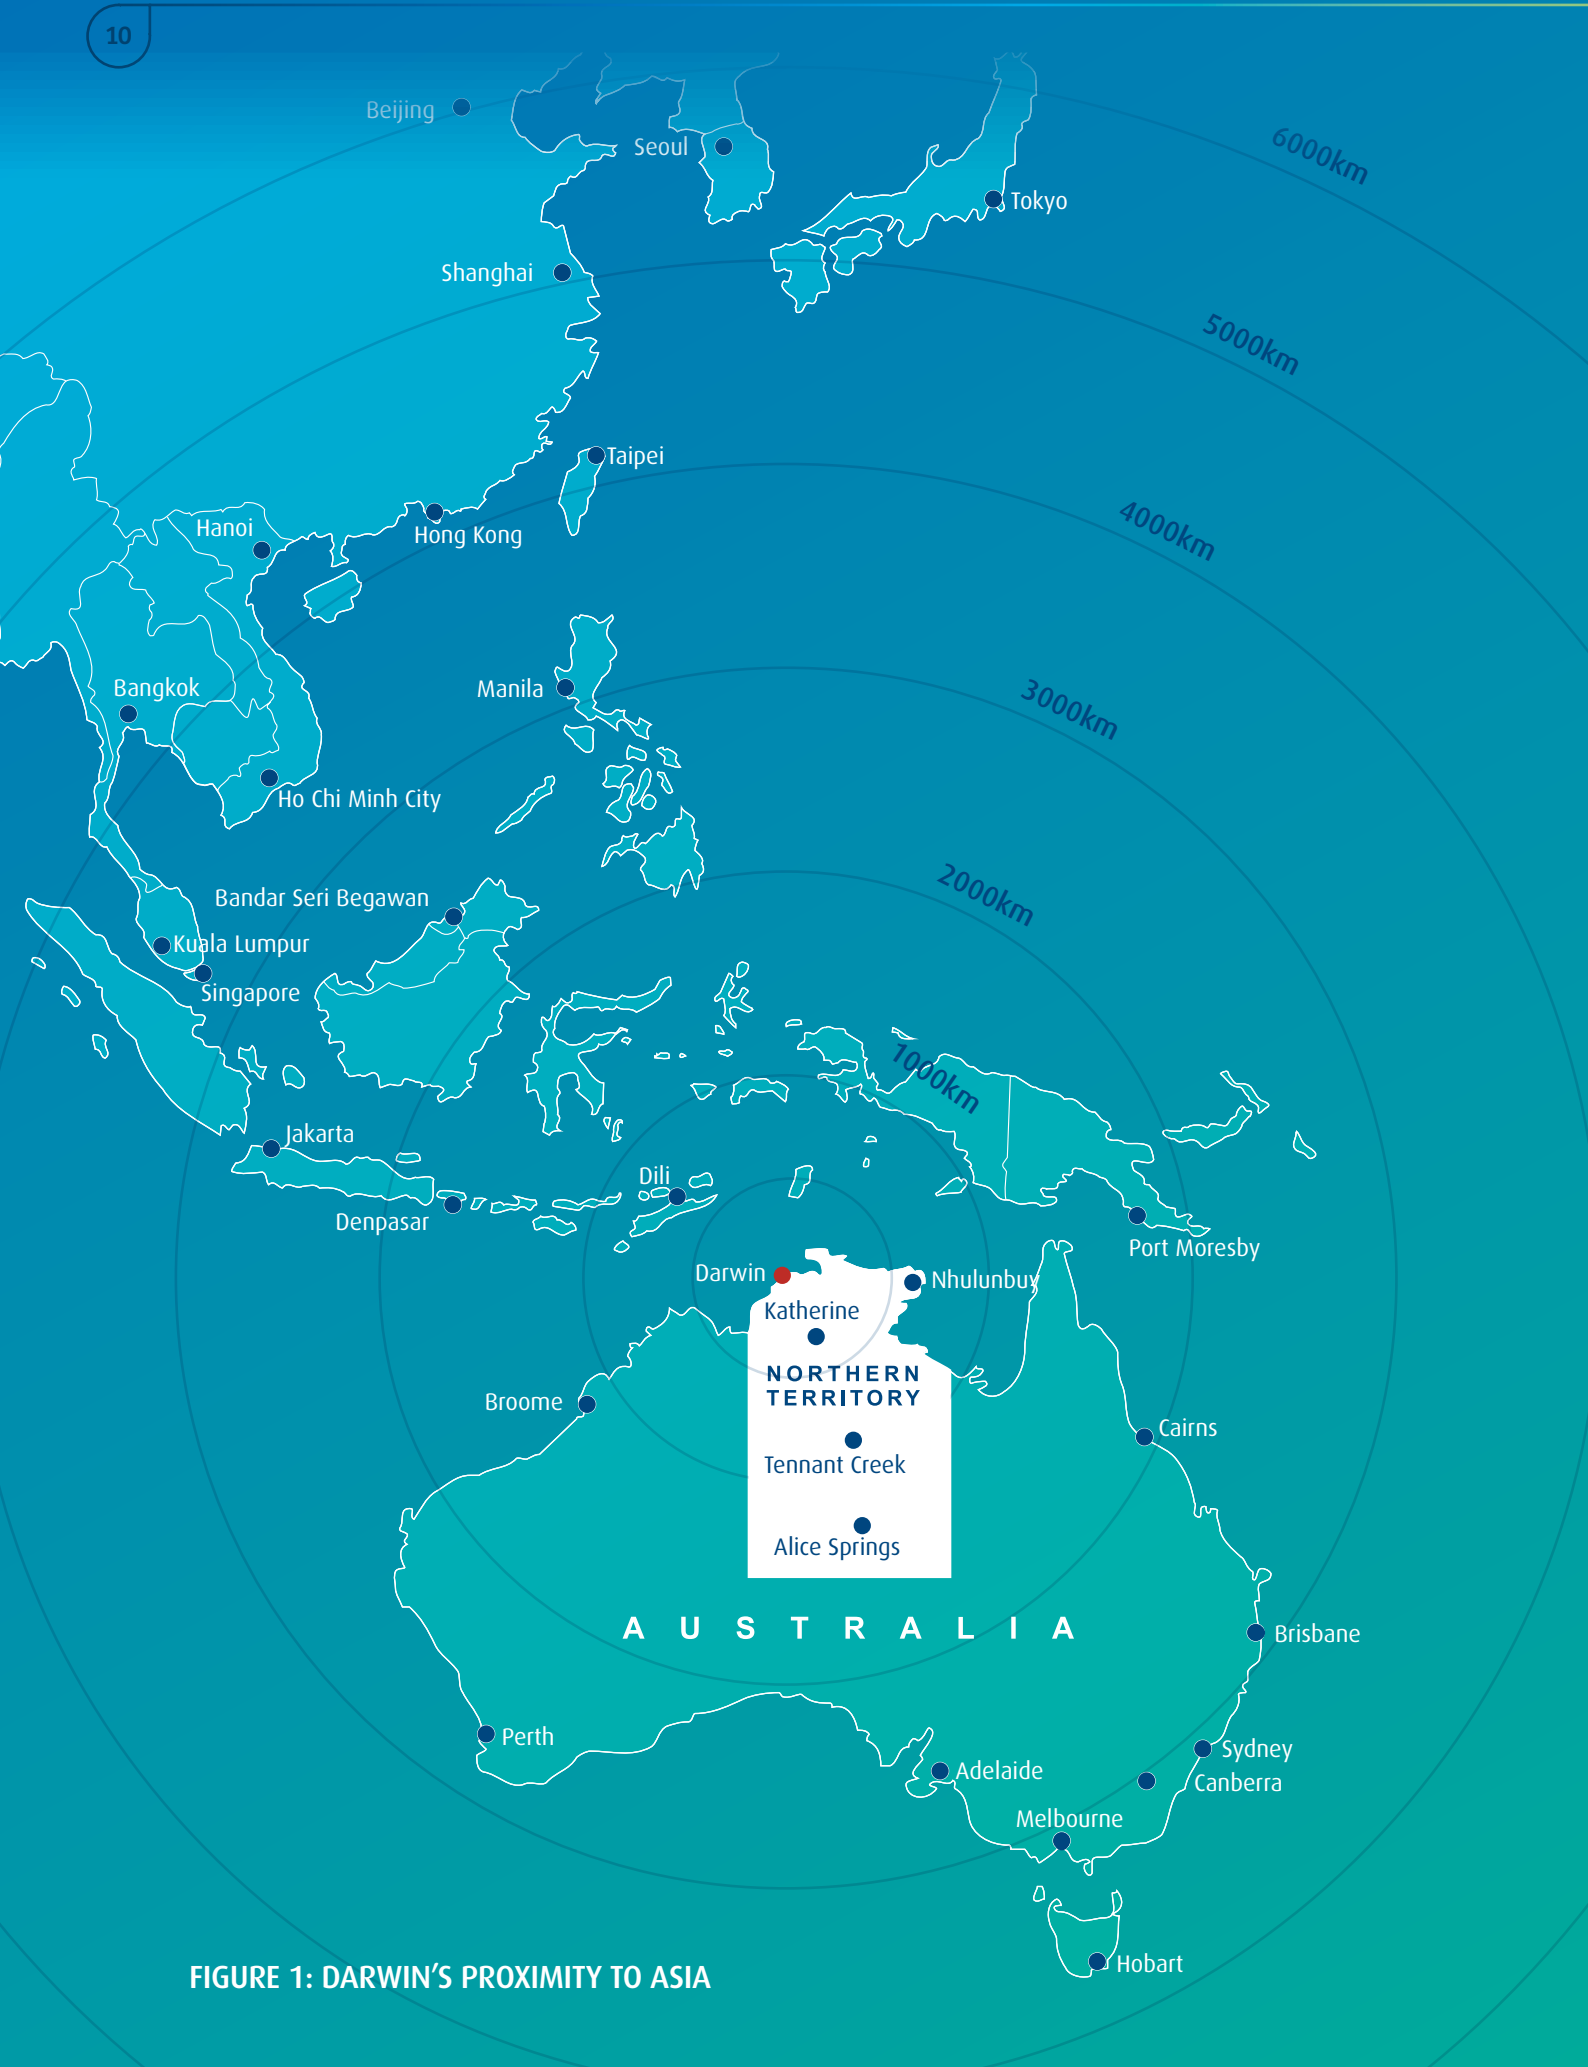 10
Beijing
Seoul
6000km
Tokyo
Shanghai
5000km
Taipei
4000km
Hanoi
Hong Kong
Bangkok
Manila
3000km
Ho Chi Minh City
2000km
Bandar Seri Begawan
Kuala Lumpur
Singapore
1000km
Jakarta
Dili
Denpasar
Port Moresby
Darwin
Nhulunbuy
Katherine
NORTHERN
TERRITORY
Broome
Cairns
Tennant Creek
Alice Springs
AUSTRALIA
Brisbane
Perth
Sydney
Adelaide
Canberra
Melbourne
Hobart
FIGURE 1: DARWIN'S PROXIMITY TO ASIA